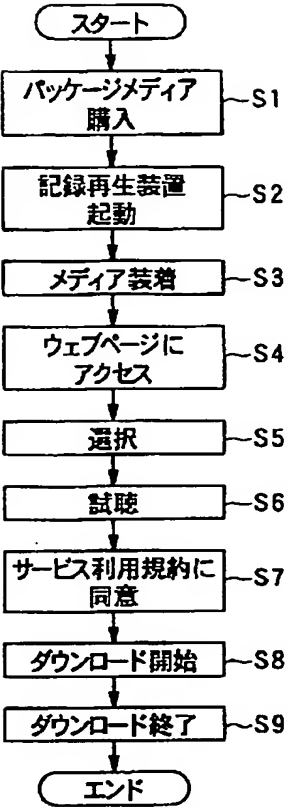 スタート
パッケージメディア
購入
S1
記録再生装置
起動
S2
メディア装着
S3
ウェブページに
アクセス
S4
選択
S5
試聴
S6
サービス利用規約に
同意
S7
ダウンロード開始
S8
ダウンロード終了
S9
エンド